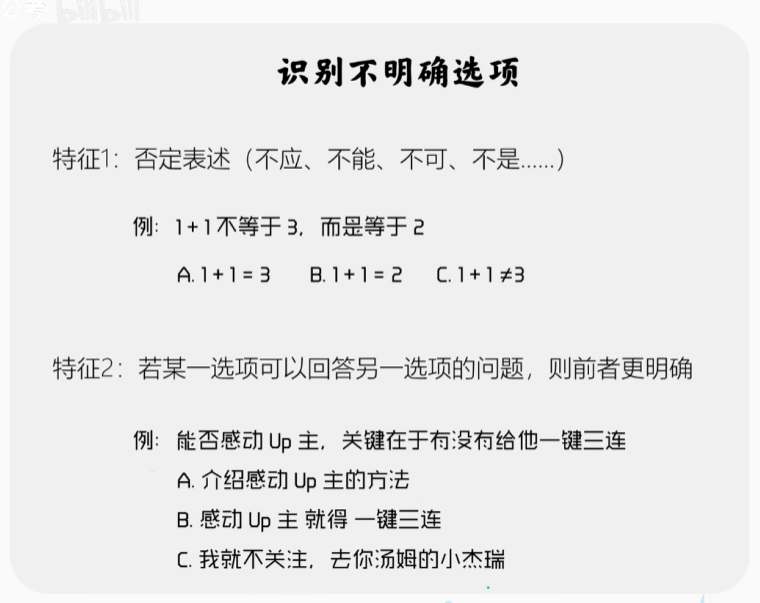 公考 bilibili
识别不明确选项
特征1：否定表述（不应、不能、不可、不是……）
例：1+1不等于3，而是等于2
A.1+1=3 B.1+1=2 C.1+1≠3
特征2：若某一选项可以回答另一选项的问题，则前者更明确
例：能否感动Up主，关键在于有没有给他一键三连
A. 介绍感动Up主的方法
B. 感动Up主 就得 一键三连
C. 我就不关注，去你汤姆的小杰瑞